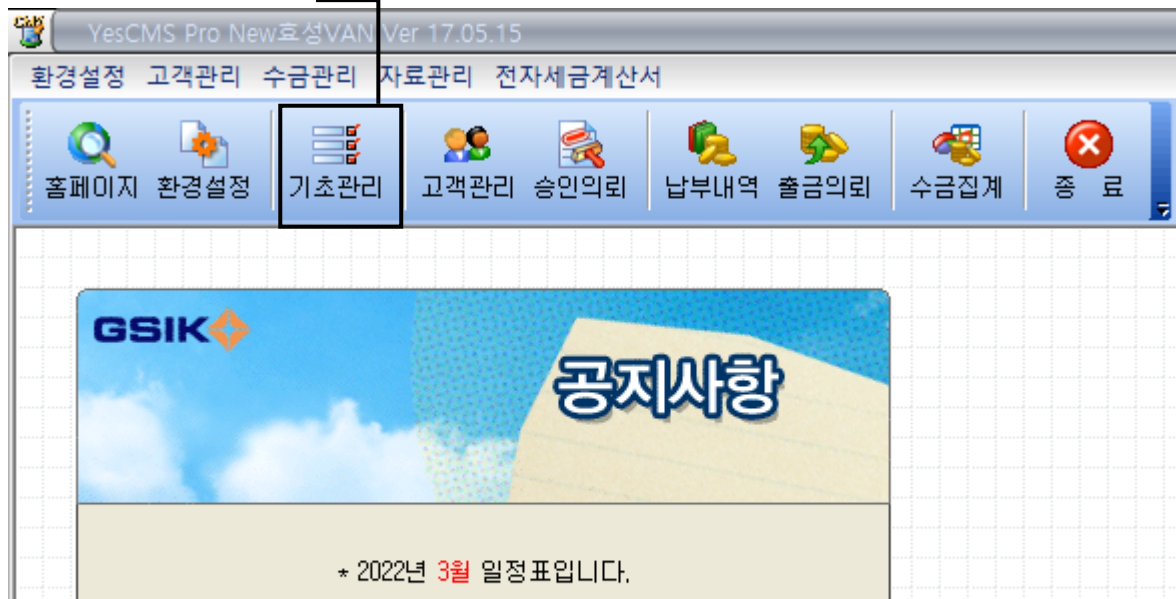 YesCMS Pro New효성VAN Ver 17.05.15
환경설정 고객관리 수금관리 자료관리 전자세금계산서
홈페이지 환경설정 기초관리 고객관리 승인의뢰 납부내역 출금의뢰 수금집계 종 료
GSIK
공지사항
* 2022년 3월 일정표입니다.